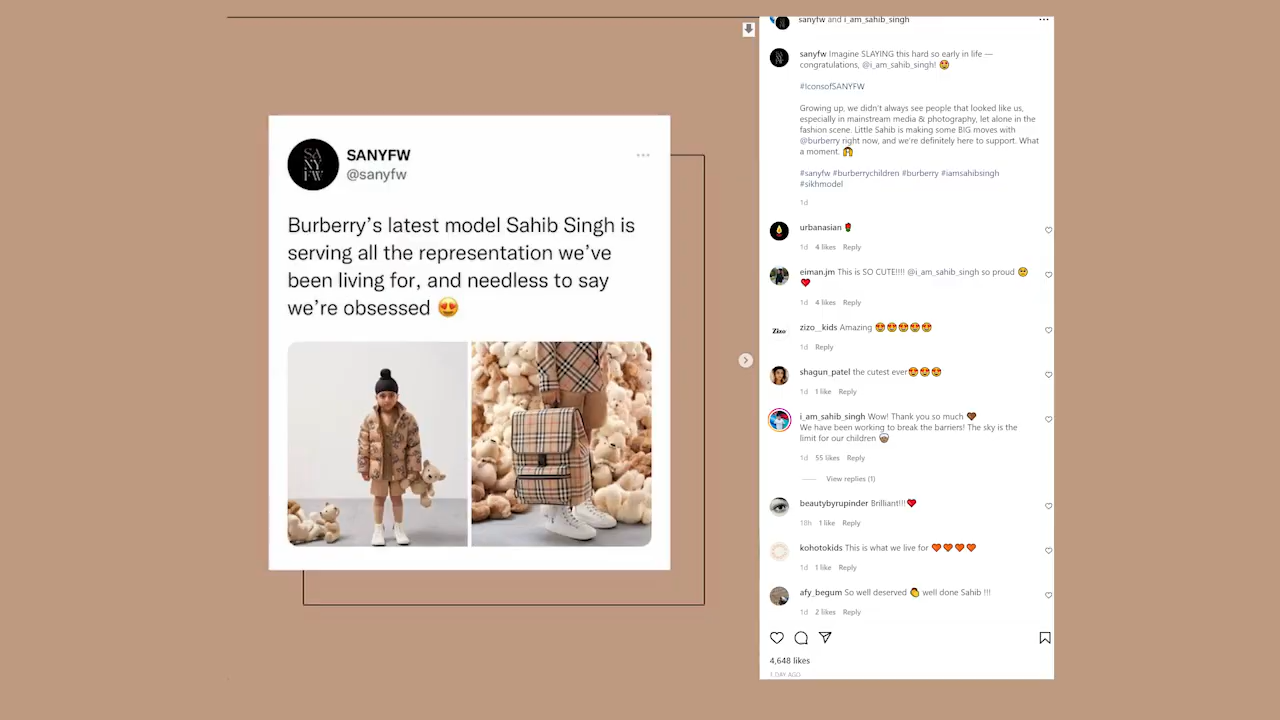 SA
NY
FW
SANYFW
@sanyfw
Burberry’s latest model Sahib Singh is
serving all the representation we’ve
been living for, and needless to say
we’re obsessed 😍
sanyfw and i_am_sahib_singh
sanyfw Imagine SLAYING this hard so early in life —
congratulations, @i_am_sahib_singh! 😍
#IconsofSANYFW
Growing up, we didn't always see people that looked like us,
especially in mainstream media & photography, let alone in the
fashion scene. Little Sahib is making some BIG moves with
@burberry right now, and we're definitely here to support. What
a moment. 🙌
#sanyfw #burberrychildren #burberry #iamsahibsingh
#sikhmodel
1d
urbanasian 🌹
1d 4 likes Reply
eiman.jm This is SO CUTE!!!! @i_am_sahib_singh so proud 🥺
❤️
1d 4 likes Reply
Zizo
zizo__kids Amazing 😍😍😍😍😍
1d Reply
shagun_patel the cutest ever😍😍😍
1d 1 like Reply
i_am_sahib_singh Wow! Thank you so much 🤎
We have been working to break the barriers! The sky is the
limit for our children 👳🏽
1d 55 likes Reply
View replies (1)
beautybyrupinder Brilliant!!!❤️
18h 1 like Reply
kohotokids This is what we live for 🧡🧡🧡🧡
1d 1 like Reply
afy_begum So well deserved 👏 well done Sahib !!!
1d 2 likes Reply
4,648 likes
1 DAY AGO